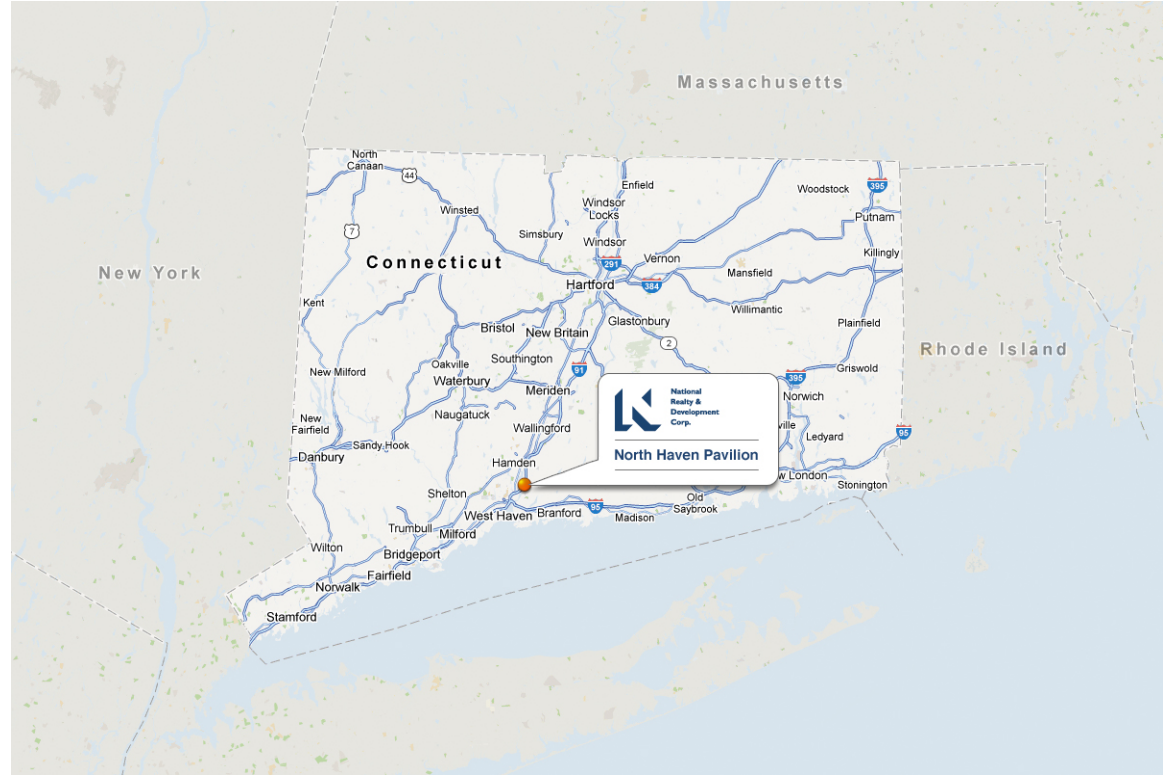 Massachusetts
North
Canaan
44
Enfield
395
Woodstock
Windsor
Locks
Winsted
Putnam
7
Simsbury
Windsor
Killingly
Connecticut
291
Vernon
New York
Mansfield
Hartford
384
Kent
Willimantic
Glastonbury
Plainfield
Bristol
New Britain
2
Rhode Island
Southington
Oakville
Griswold
New Milford
91
395
Waterbury
Meriden
National
Realty &
Development
Corp.
Norwich
Naugatuck
New
Fairfield
Wallingford
ville
95
Ledyard
Sandy Hook
Danbury
North Haven Pavilion
Hamden
w London
Stonington
Shelton
Old
Saybrook
95
West Haven
Branford
Madison
Trumbull
Milford
Wilton
Bridgeport
Fairfield
Norwalk
Stamford